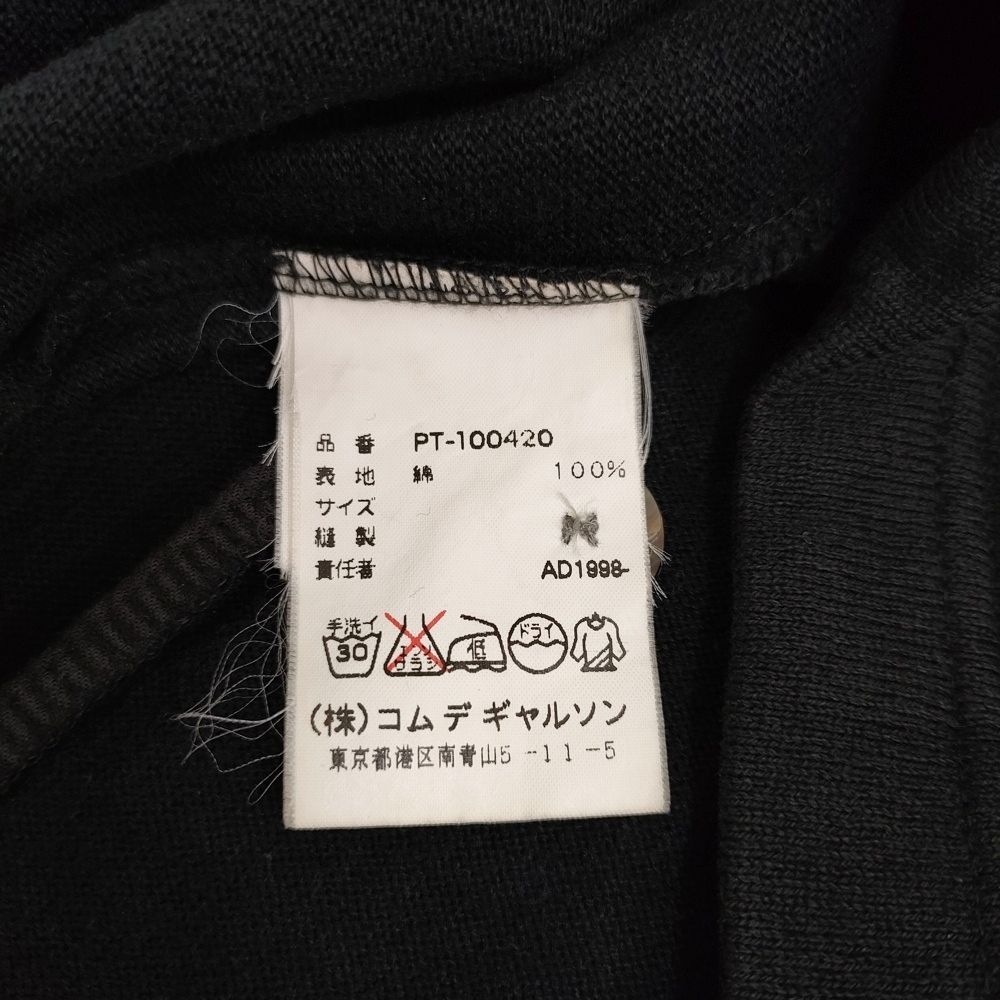 品番 PT-100420
表地 綿 100%
サイズ
縫製
責任者 AD1998-
手洗イ 30 エンソ サラシ 低 ドライ
(株)コムデギャルソン
東京都港区南青山5-11-5